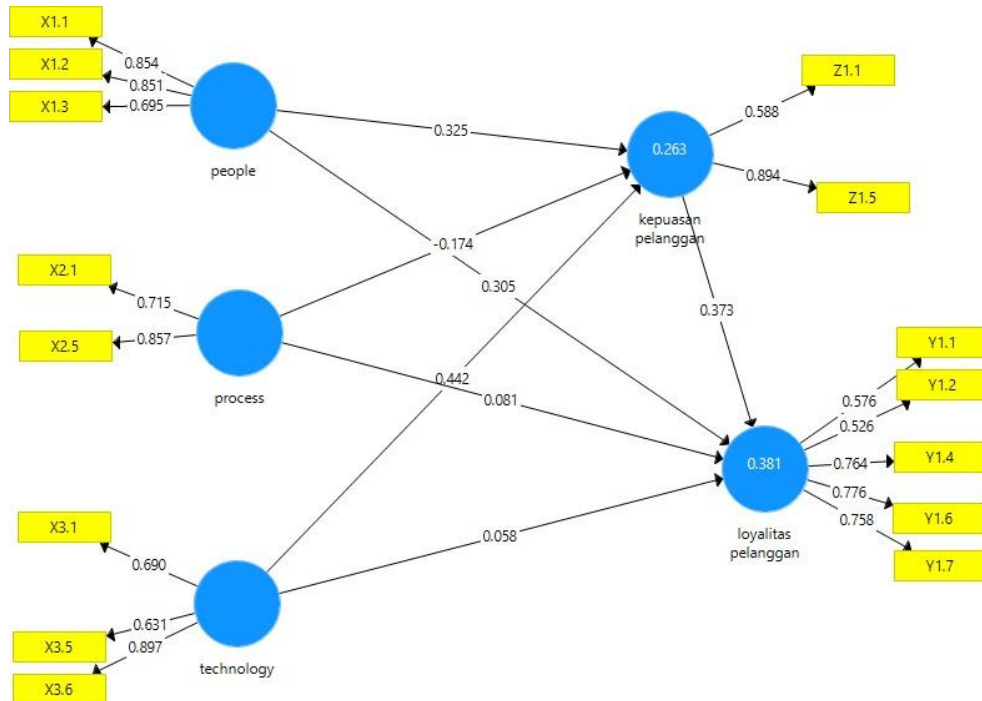 X1.1
0.854
X1.2
0.851
X1.3
0.695
people
0.325
Z1.1
0.588
0.263
0.894
Z1.5
kepuasan
pelanggan
-0.174
0.305
0.373
X2.1
0.715
0.857
X2.5
process
0.442
0.081
Y1.1
0.576
Y1.2
0.526
0.381
0.764
Y1.4
0.776
0.758
Y1.6
loyalitas
pelanggan
Y1.7
X3.1
0.690
0.058
0.631
X3.5
0.897
X3.6
technology